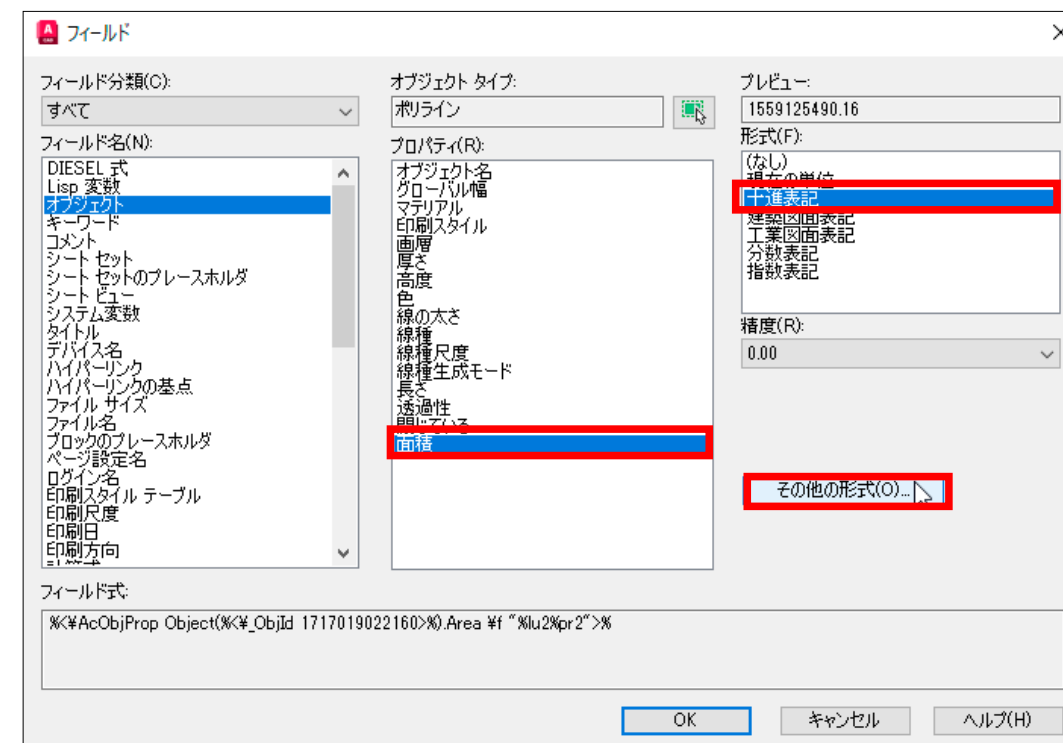 フィールド
フィールド分類(C):
すべて
フィールド名(N):
DIESEL 式
Lisp 変数
オブジェクト
キーワード
コメント
シート セット
シート セットのプレースホルダ
シート ビュー
システム変数
タイトル
デバイス名
ハイパーリンク
ハイパーリンクの基点
ファイル サイズ
ファイル名
ブロックのプレースホルダ
ページ設定名
ログイン名
印刷スタイル テーブル
印刷尺度
印刷日
印刷方向
オブジェクト タイプ:
ポリライン
プロパティ(R):
オブジェクト名
グローバル幅
マテリアル
印刷スタイル
画層
厚さ
高度
色
線の太さ
線種
線種尺度
線種生成モード
長さ
透過性
閉じている
面積
プレビュー:
1559125490.16
形式(F):
(なし)
現在の単位
十進表記
建築図面表記
工業図面表記
分数表記
指数表記
精度(R):
0.00
その他の形式(O)...
フィールド式:
%<¥AcObjProp Object(%<¥_ObjId 1717019022160>%).Area ¥f "%lu2%pr2">%
OK
キャンセル
ヘルプ(H)